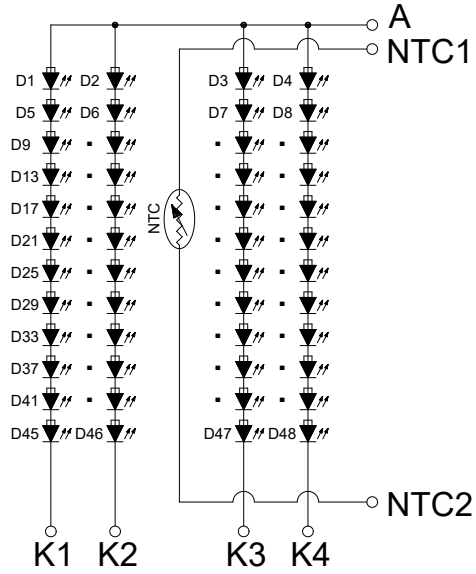 A
NTC1
D1 D2 D3 D4
D5 D6 D7 D8
D9
D13
D17
NTC
D21
D25
D29
D33
D37
D41
D45 D46 D47 D48
NTC2
K1 K2 K3 K4